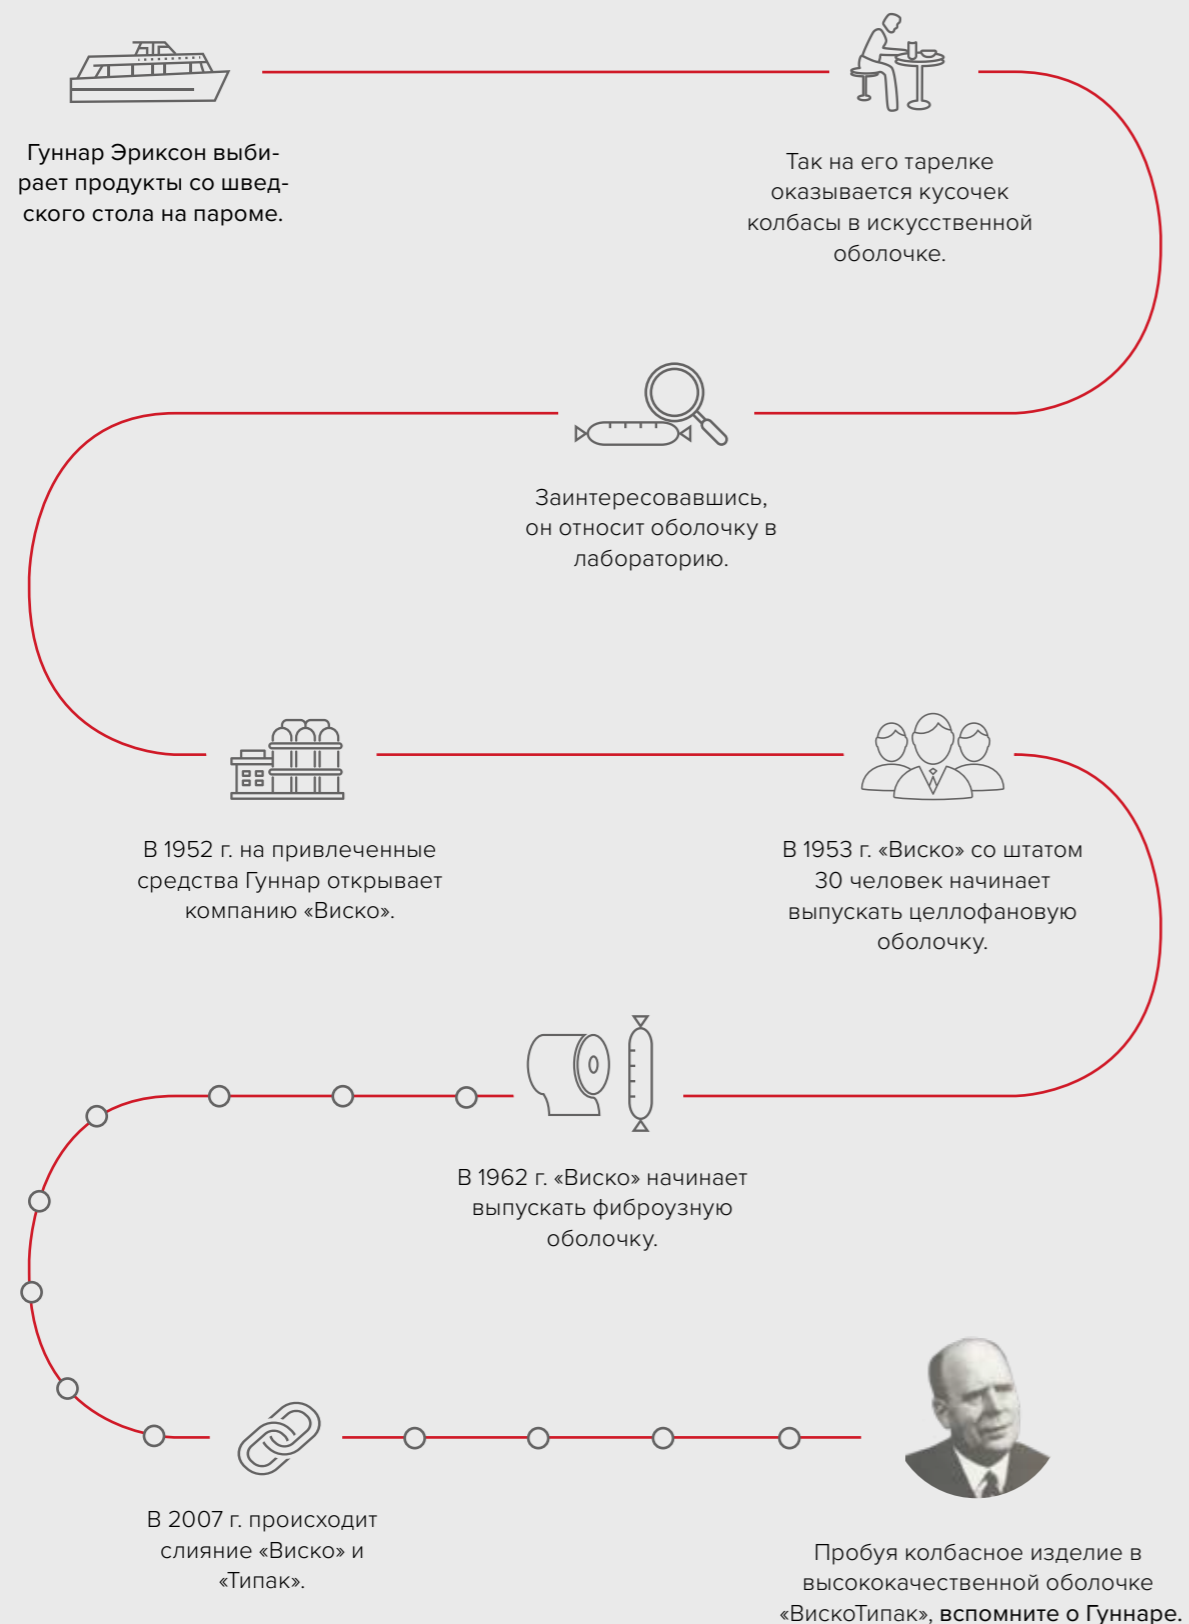 Гуннар Эриксон выби-
рает продукты со швед-
ского стола на пароме.
Так на его тарелке
оказывается кусочек
колбасы в искусственной
оболочке.
Заинтересовавшись,
он относит оболочку в
лабораторию.
В 1952 г. на привлеченные
средства Гуннар открывает
компанию «Виско».
В 1953 г. «Виско» со штатом
30 человек начинает
выпускать целлофановую
оболочку.
В 1962 г. «Виско» начинает
выпускать фиброузную
оболочку.
В 2007 г. происходит
слияние «Виско» и
«Типак».
Пробуя колбасное изделие в
высококачественной оболочке
«ВискоТипак», вспомните о Гуннаре.